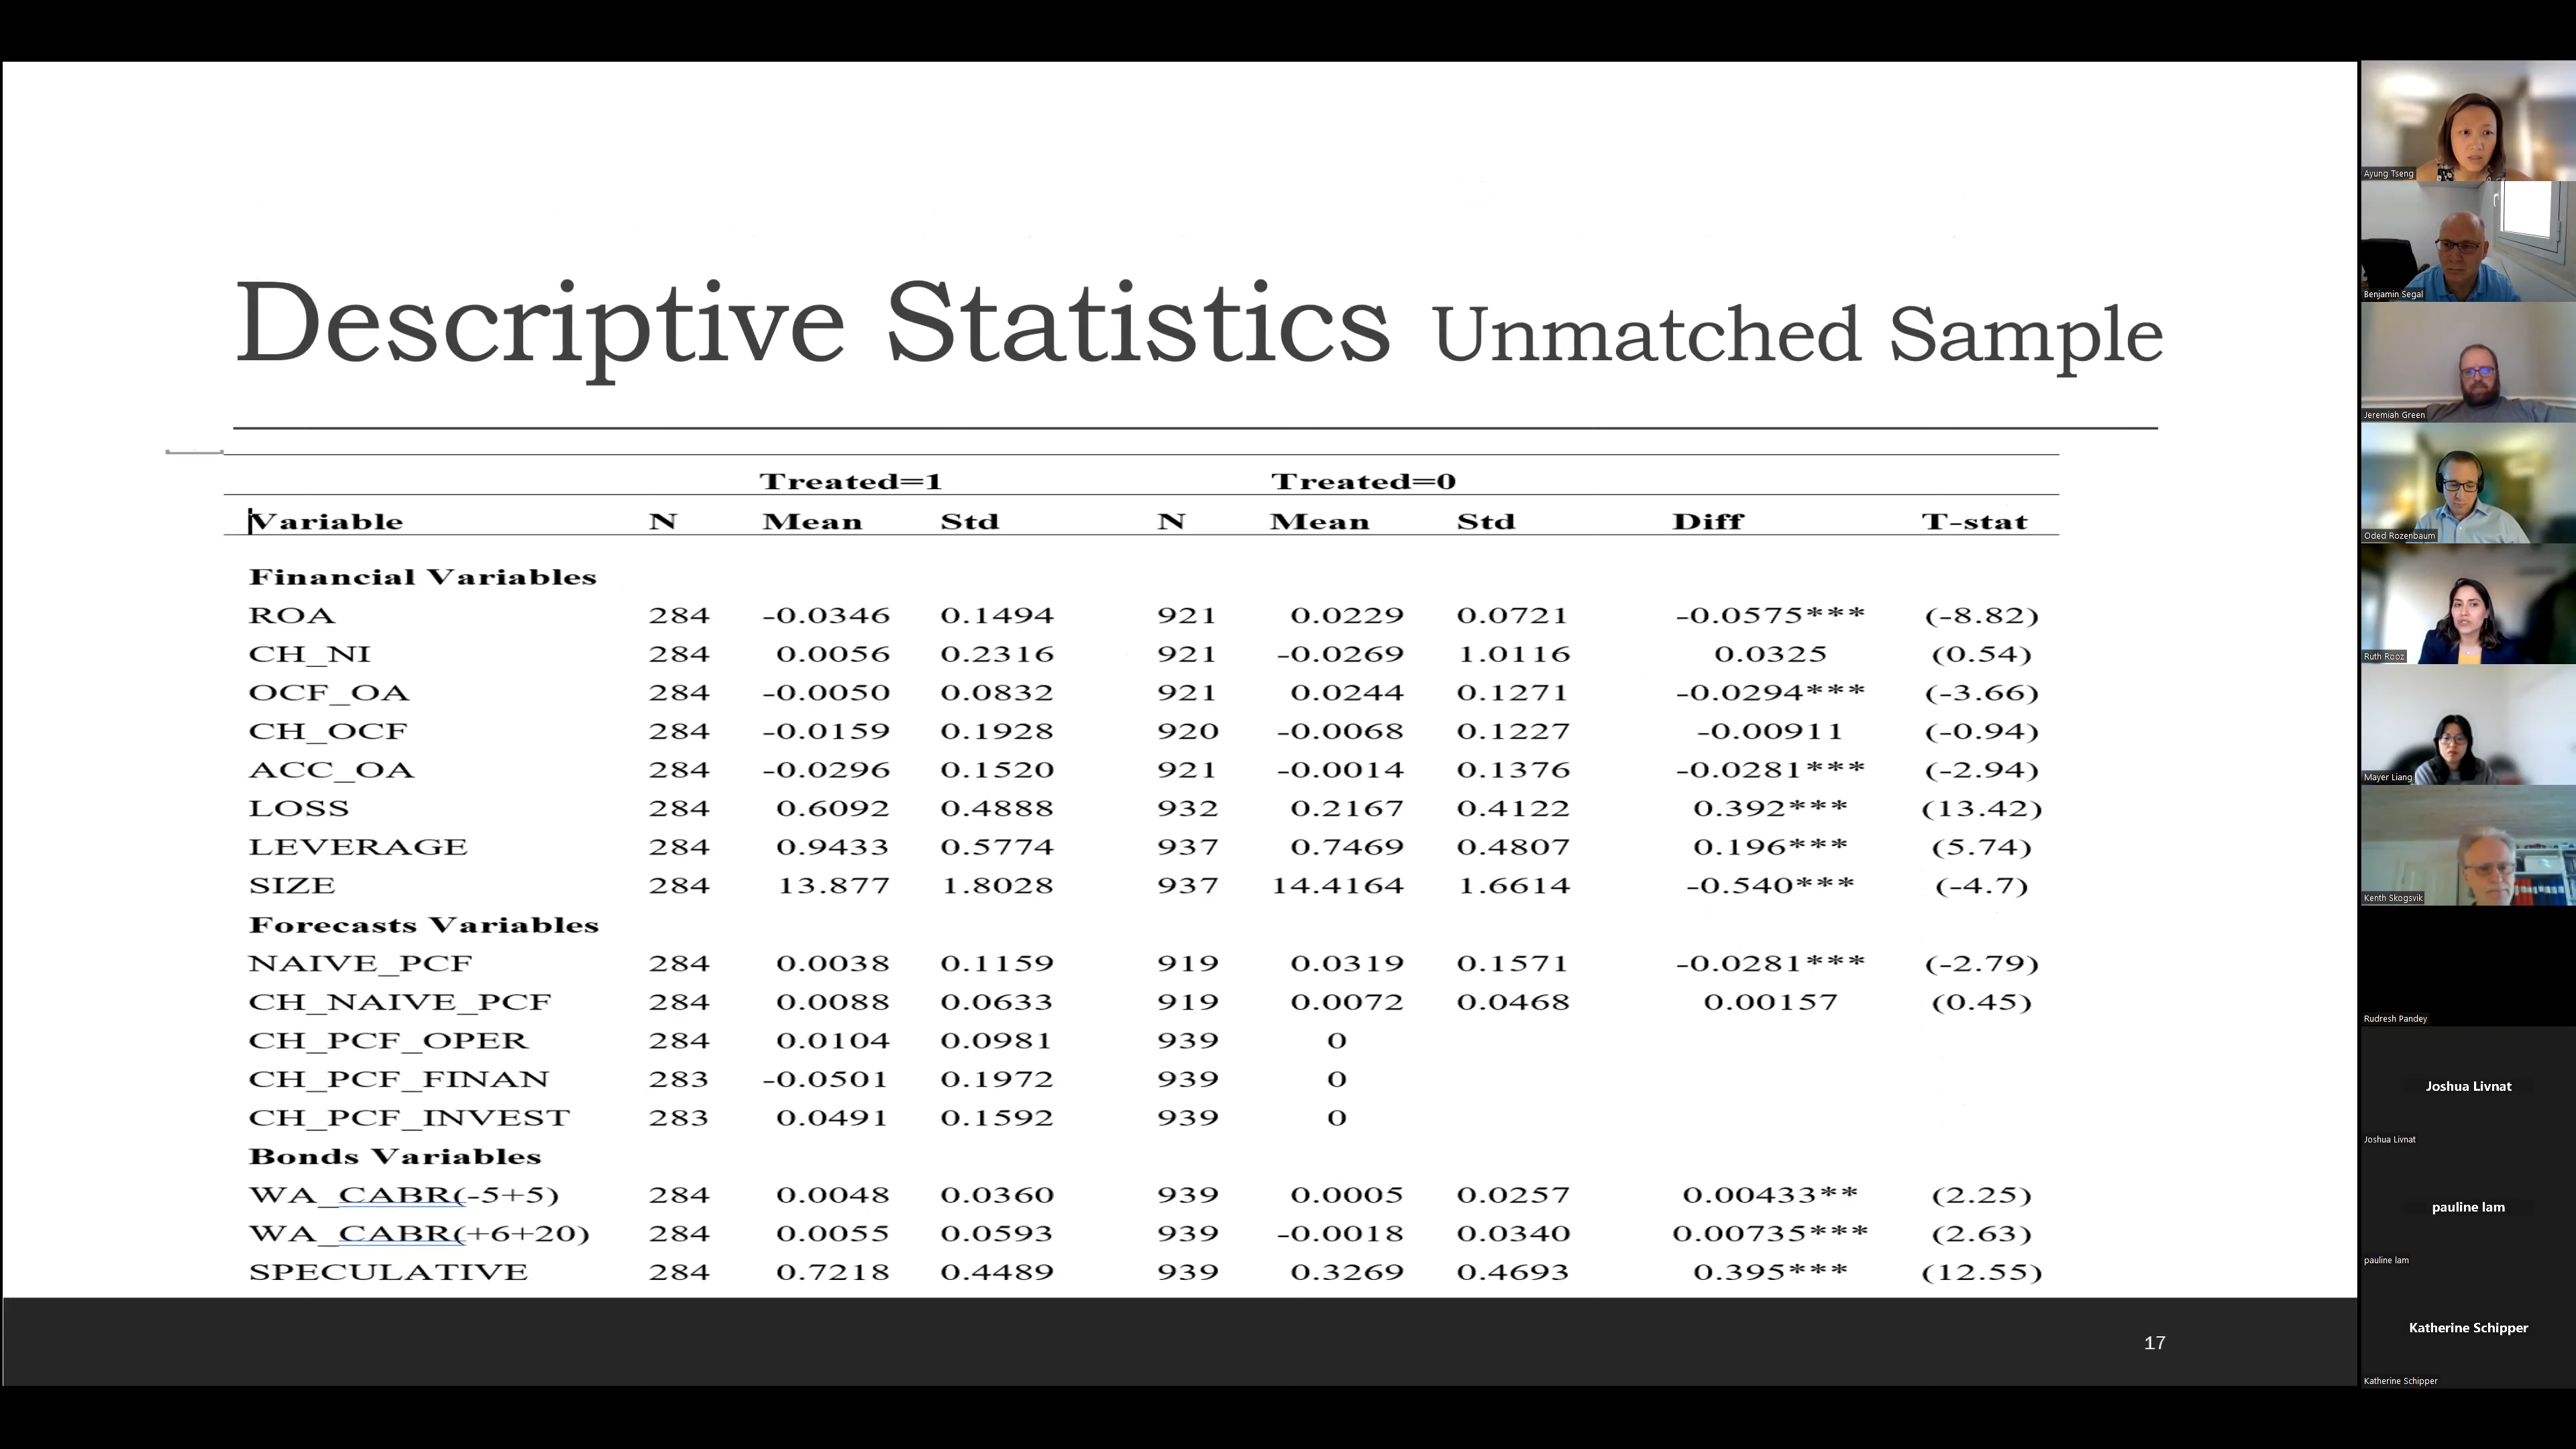 Descriptive Statistics Unmatched Sample
Treated=1 Treated=0
Variable N Mean Std N Mean Std Diff T-stat
Financial Variables
ROA 284 -0.0346 0.1494 921 0.0229 0.0721 -0.0575*** (-8.82)
CH_NI 284 0.0056 0.2316 921 -0.0269 1.0116 0.0325 (0.54)
OCF_OA 284 -0.0050 0.0832 921 0.0244 0.1271 -0.0294*** (-3.66)
CH_OCF 284 -0.0159 0.1928 920 -0.0068 0.1227 -0.00911 (-0.94)
ACC_OA 284 -0.0296 0.1520 921 -0.0014 0.1376 -0.0281*** (-2.94)
LOSS 284 0.6092 0.4888 932 0.2167 0.4122 0.392*** (13.42)
LEVERAGE 284 0.9433 0.5774 937 0.7469 0.4807 0.196*** (5.74)
SIZE 284 13.877 1.8028 937 14.4164 1.6614 -0.540*** (-4.7)
Forecasts Variables
NAIVE_PCF 284 0.0038 0.1159 919 0.0319 0.1571 -0.0281*** (-2.79)
CH_NAIVE_PCF 284 0.0088 0.0633 919 0.0072 0.0468 0.00157 (0.45)
CH_PCF_OPER 284 0.0104 0.0981 939 0
CH_PCF_FINAN 283 -0.0501 0.1972 939 0
CH_PCF_INVEST 283 0.0491 0.1592 939 0
Bonds Variables
WA_CABR(-5+5) 284 0.0048 0.0360 939 0.0005 0.0257 0.00433** (2.25)
WA_CABR(+6+20) 284 0.0055 0.0593 939 -0.0018 0.0340 0.00735*** (2.63)
SPECULATIVE 284 0.7218 0.4489 939 0.3269 0.4693 0.395*** (12.55)
17
Ayung Tseng
Benjamin Segal
Jeremiah Green
Oded Rozenbaum
Ruth Rooz
Mayer Liang
Kenth Skogsvik
Rudresh Pandey
Joshua Livnat
Joshua Livnat
pauline lam
pauline lam
Katherine Schipper
Katherine Schipper